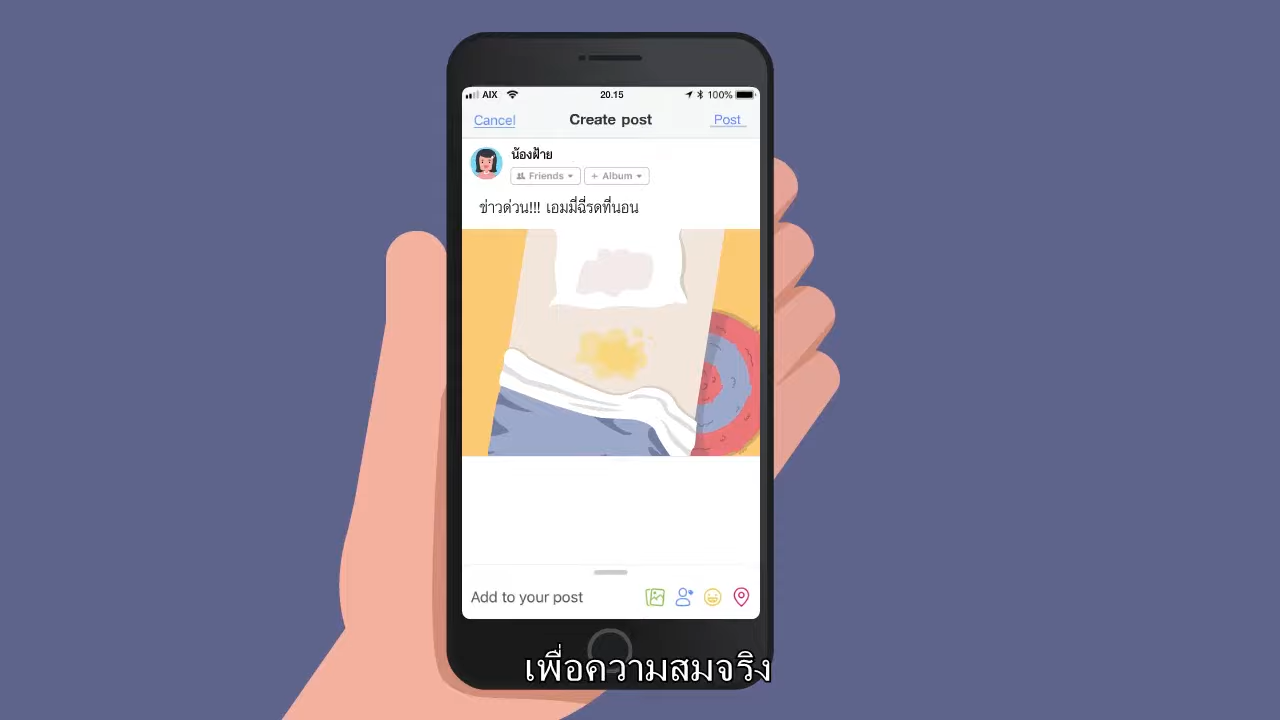 AIX 20.15 100%
Cancel Create post Post
น้องฝ้าย
Friends + Album
ข่าวด่วน!!! เอมมี่ฉี่รดที่นอน
Add to your post
เพื่อความสมจริง